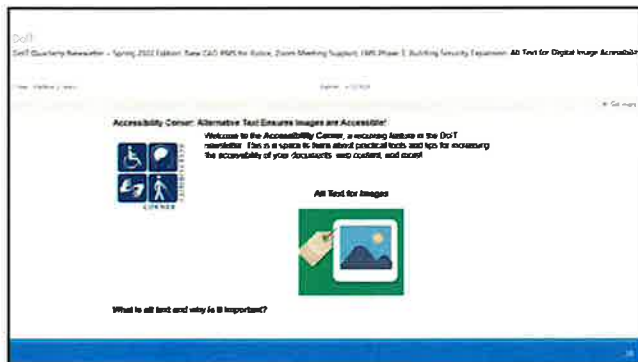 DoIT
DoIT Quarterly Newsletter - Spring 2022 Edition: New CAD RMS for Police, Zoom Meeting Support, Phase 2, Building Security Expansion, Alt Text for Digital Image Accessibility
Accessibility Corner: Alternative Text Ensures Images are Accessible!
Welcome to the Accessibility Corner, a recurring feature in the DoIT
newsletter. This is a space to learn about practical tools and tips for increasing
the accessibility of your documents, web content, and more!
ACCESSIBILITY
CORNER
Alt Text for Images
What is alt text and why is it important?